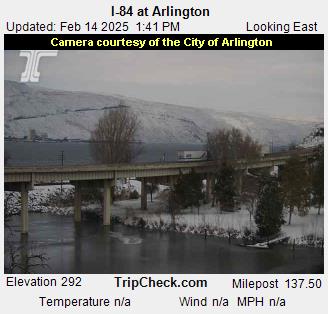 I-84 at Arlington
Updated: Feb 14 2025 1:41 PM Looking East
Camera courtesy of the City of Arlington
Elevation 292 TripCheck.com Milepost 137.50
Temperature n/a Wind n/a MPH n/a